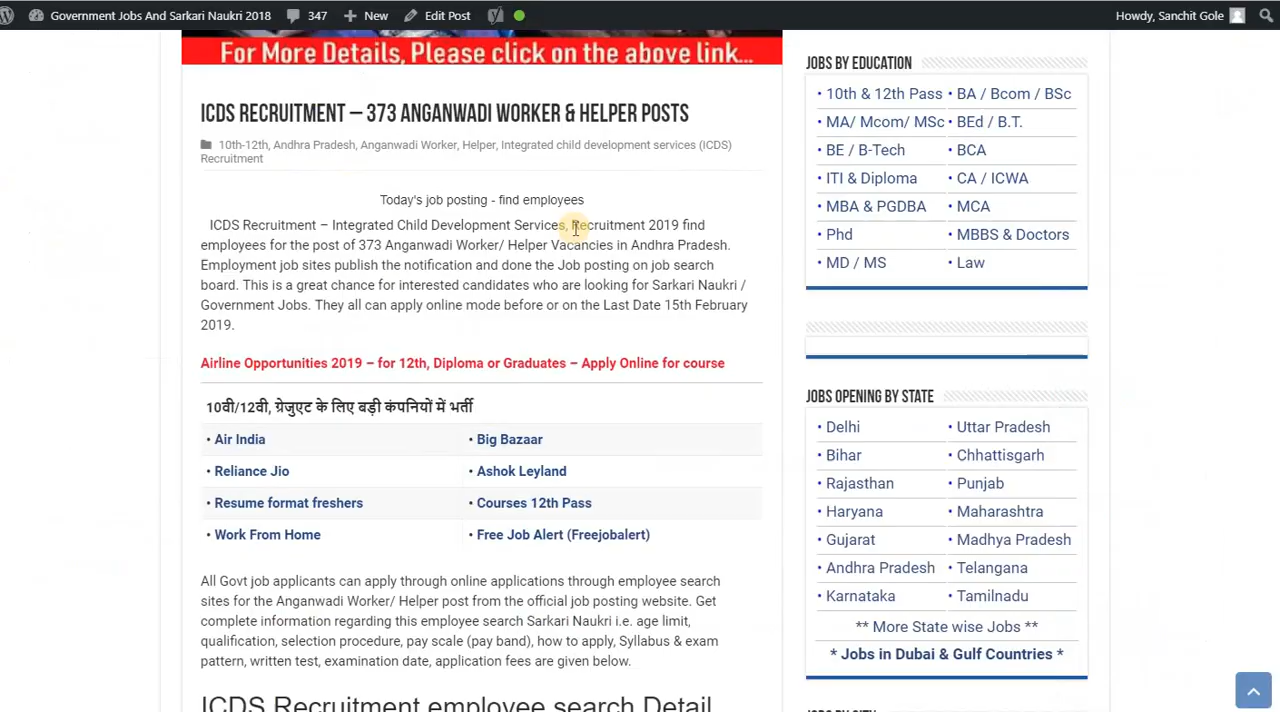 Government Jobs And Sarkari Naukri 2018 347 New Edit Post Howdy, Sanchit Gole
For More Details, Please click on the above link...
ICDS RECRUITMENT – 373 ANGANWADI WORKER & HELPER POSTS
10th-12th, Andhra Pradesh, Anganwadi Worker, Helper, Integrated child development services (ICDS)
Recruitment
Today's job posting - find employees
ICDS Recruitment – Integrated Child Development Services, Recruitment 2019 find
employees for the post of 373 Anganwadi Worker/ Helper Vacancies in Andhra Pradesh.
Employment job sites publish the notification and done the Job posting on job search
board. This is a great chance for interested candidates who are looking for Sarkari Naukri /
Government Jobs. They all can apply online mode before or on the Last Date 15th February
2019.
Airline Opportunities 2019 – for 12th, Diploma or Graduates – Apply Online for course
10वी/12वी, ग्रेजुएट के लिए बड़ी कंपनियों में भर्ती
• Air India • Big Bazaar
• Reliance Jio • Ashok Leyland
• Resume format freshers • Courses 12th Pass
• Work From Home • Free Job Alert (Freejobalert)
All Govt job applicants can apply through online applications through employee search
sites for the Anganwadi Worker/ Helper post from the official job posting website. Get
complete information regarding this employee search Sarkari Naukri i.e. age limit,
qualification, selection procedure, pay scale (pay band), how to apply, Syllabus & exam
pattern, written test, examination date, application fees are given below.
ICDS Recruitment employee search Detail
JOBS BY EDUCATION
• 10th & 12th Pass • BA / Bcom / BSc
• MA/ Mcom/ MSc • BEd / B.T.
• BE / B-Tech • BCA
• ITI & Diploma • CA / ICWA
• MBA & PGDBA • MCA
• Phd • MBBS & Doctors
• MD / MS • Law
JOBS OPENING BY STATE
• Delhi • Uttar Pradesh
• Bihar • Chhattisgarh
• Rajasthan • Punjab
• Haryana • Maharashtra
• Gujarat • Madhya Pradesh
• Andhra Pradesh • Telangana
• Karnataka • Tamilnadu
** More State wise Jobs **
* Jobs in Dubai & Gulf Countries *
JOBS BY CITY